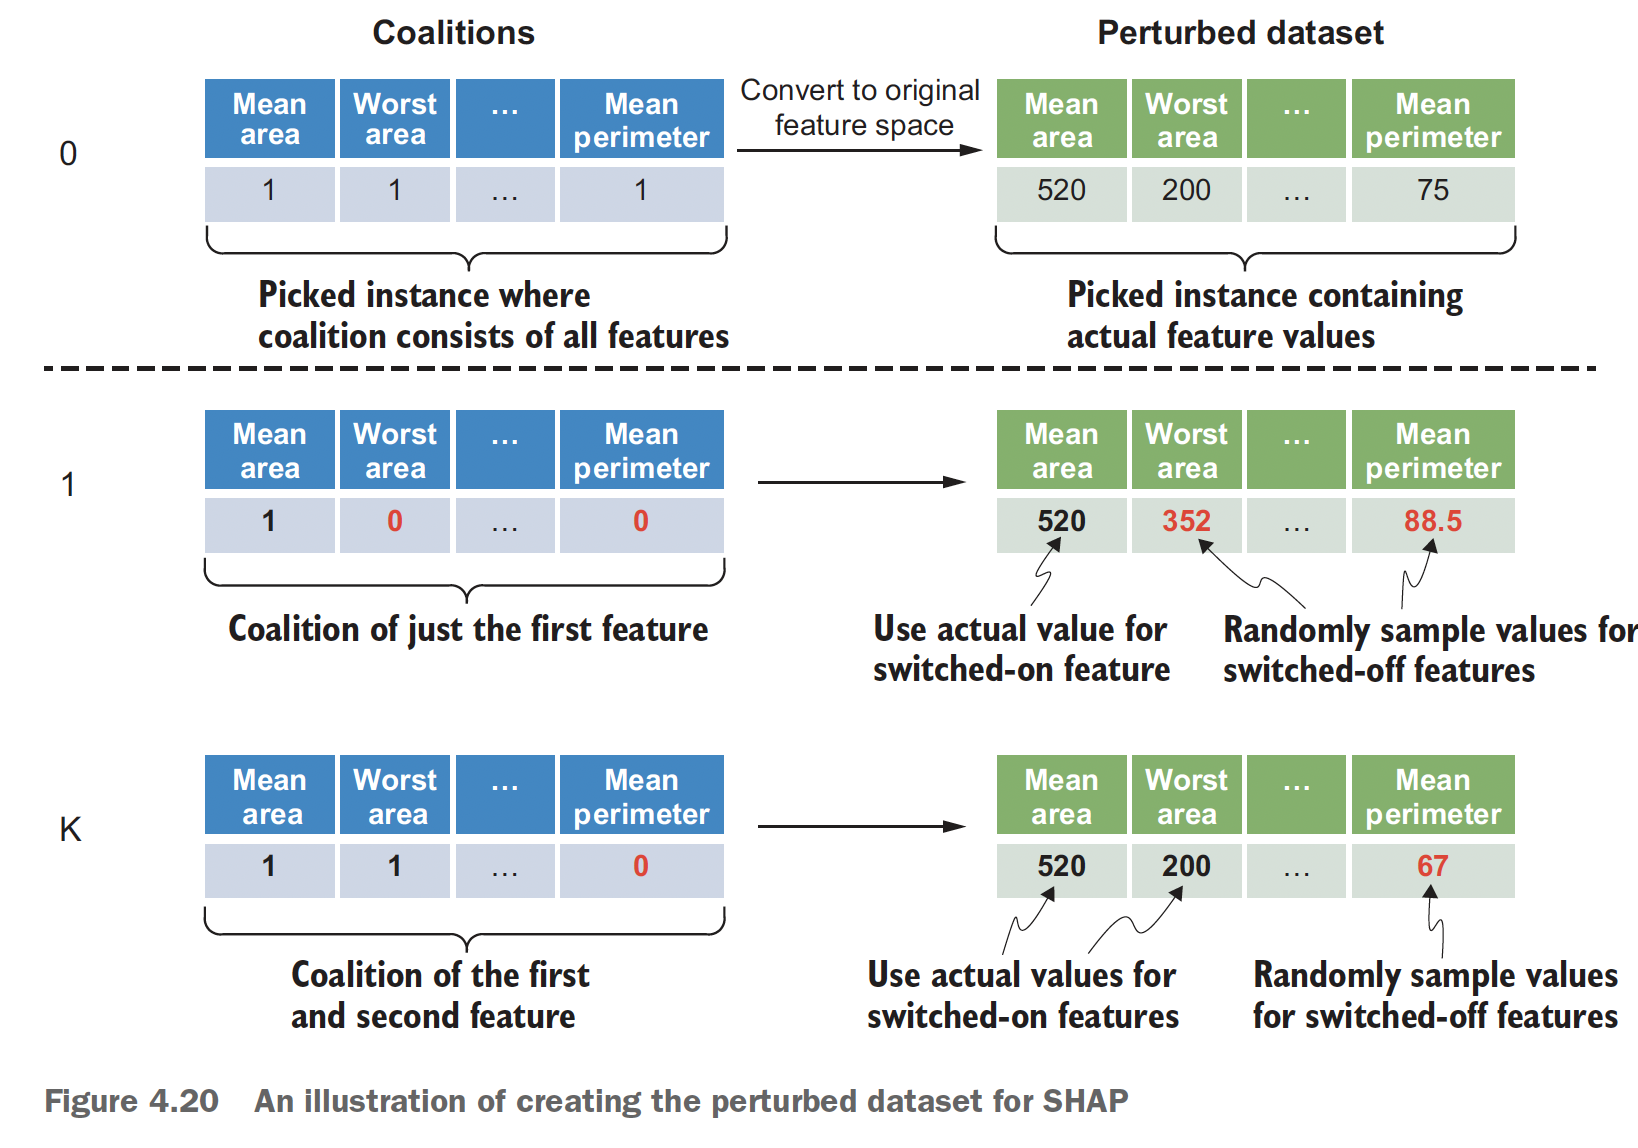 Coalitions
Perturbed dataset
Mean area
Worst area
...
Mean perimeter
Convert to original
feature space
Mean area
Worst area
...
Mean perimeter
0
1
1
...
1
520
200
...
75
Picked instance where
coalition consists of all features
Picked instance containing
actual feature values
Mean area
Worst area
...
Mean perimeter
Mean area
Worst area
...
Mean perimeter
1
1
0
...
0
520
352
...
88.5
Coalition of just the first feature
Use actual value for
switched-on feature
Randomly sample values for
switched-off features
Mean area
Worst area
...
Mean perimeter
Mean area
Worst area
...
Mean perimeter
K
1
1
...
0
520
200
...
67
Coalition of the first
and second feature
Use actual values for
switched-on features
Randomly sample values
for switched-off features
Figure 4.20 An illustration of creating the perturbed dataset for SHAP